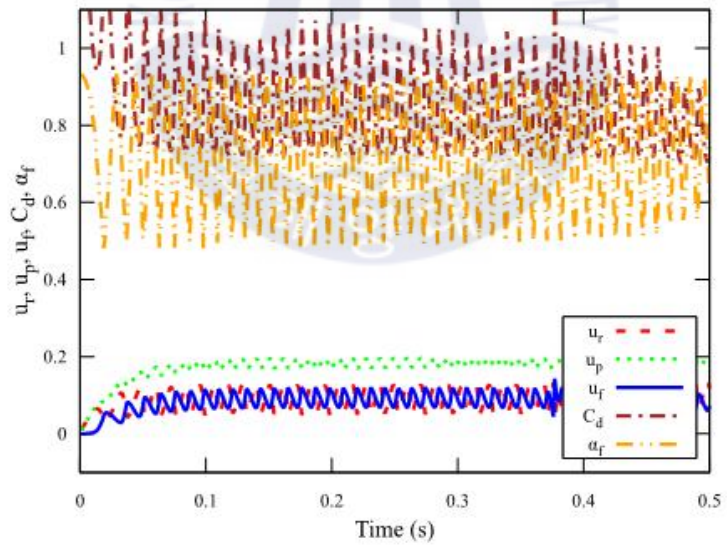 1
0.8
0.6
0.4
0.2
0
u_r, u_p, u_f, C_d, α_f
u_r
u_p
u_f
C_d
α_f
0 0.1 0.2 0.3 0.4 0.5
Time (s)